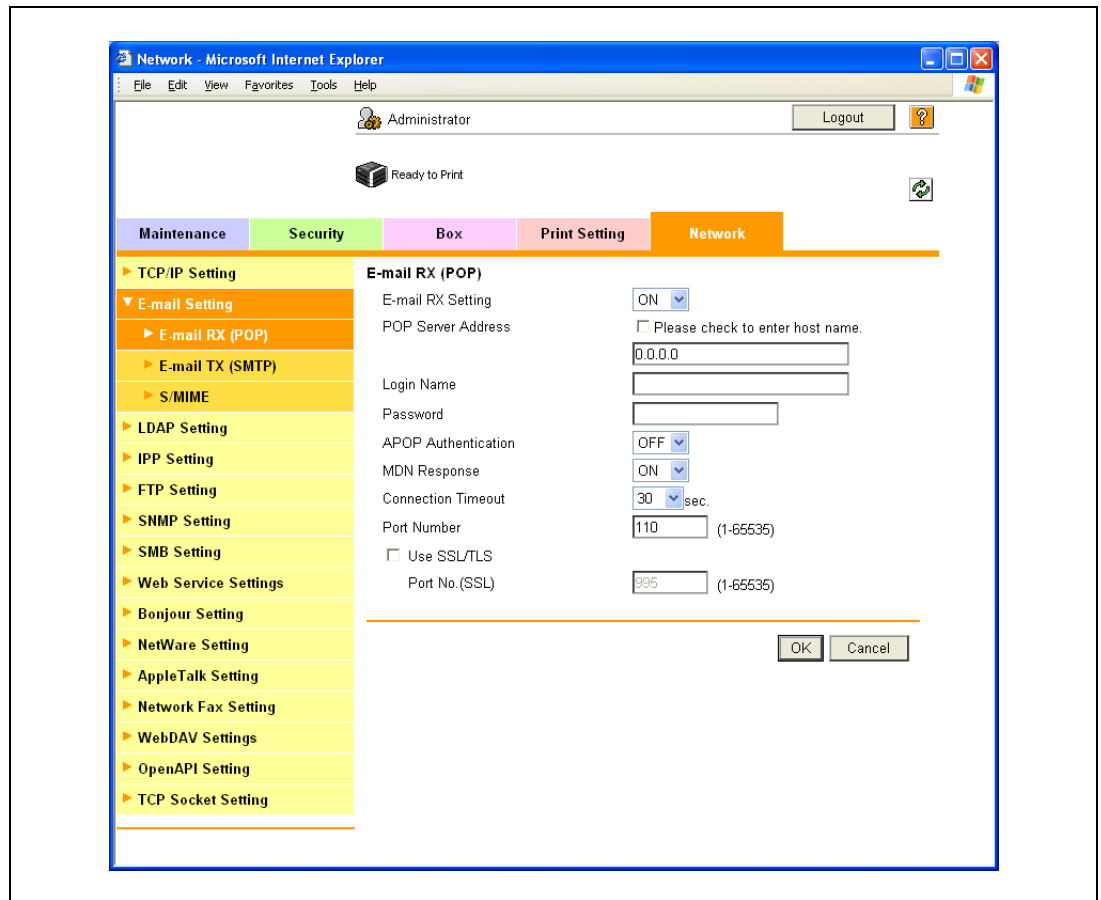 Network - Microsoft Internet Explorer
File Edit View Favorites Tools Help
Administrator Logout ?
Ready to Print
Maintenance Security Box Print Setting Network
TCP/IP Setting
E-mail Setting
E-mail RX (POP)
E-mail TX (SMTP)
S/MIME
LDAP Setting
IPP Setting
FTP Setting
SNMP Setting
SMB Setting
Web Service Settings
Bonjour Setting
NetWare Setting
AppleTalk Setting
Network Fax Setting
WebDAV Settings
OpenAPI Setting
TCP Socket Setting
E-mail RX (POP)
E-mail RX Setting ON
POP Server Address Please check to enter host name.
0.0.0.0
Login Name
Password
APOP Authentication OFF
MDN Response ON
Connection Timeout 30 sec.
Port Number 110 (1-65535)
Use SSL/TLS
Port No.(SSL) 995 (1-65535)
OK Cancel